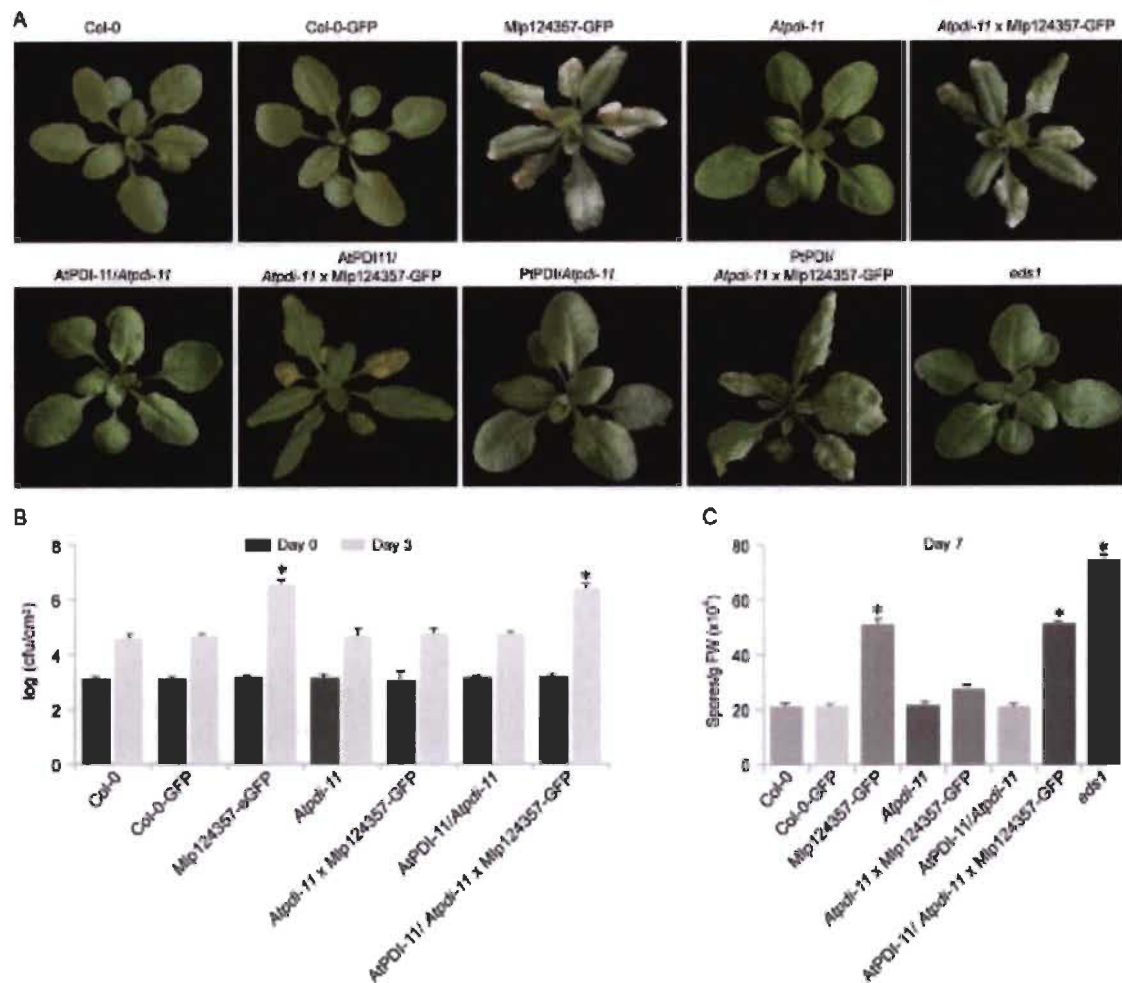 A
Col-0 Col-0-GFP Mlp124357-GFP Atpdi-11 Atpdi-11 x Mlp124357-GFP
AtPDI-11/Atpdi-11 AtPDI11/
Atpdi-11 x Mlp124357-GFP PtPDI/Atpdi-11 PtPDI/
Atpdi-11 x Mlp124357-GFP eds1
B
Day 0 Day 3
8
6
4
2
0
log (cfu/cm²)
* *
Col-0
Col-0-GFP
Mlp124357-eGFP
Atpdi-11
Atpdi-11 x Mlp124357-GFP
AtPDI-11/Atpdi-11
AtPDI-11/ Atpdi-11 x Mlp124357-GFP
C
Day 7
80
60
40
20
0
Spores/g FW (x10⁴)
* * *
Col-0
Col-0-GFP
Mlp124357-GFP
Atpdi-11
Atpdi-11 x Mlp124357-GFP
AtPDI-11/Atpdi-11
AtPDI-11/ Atpdi-11 x Mlp124357-GFP
eds1